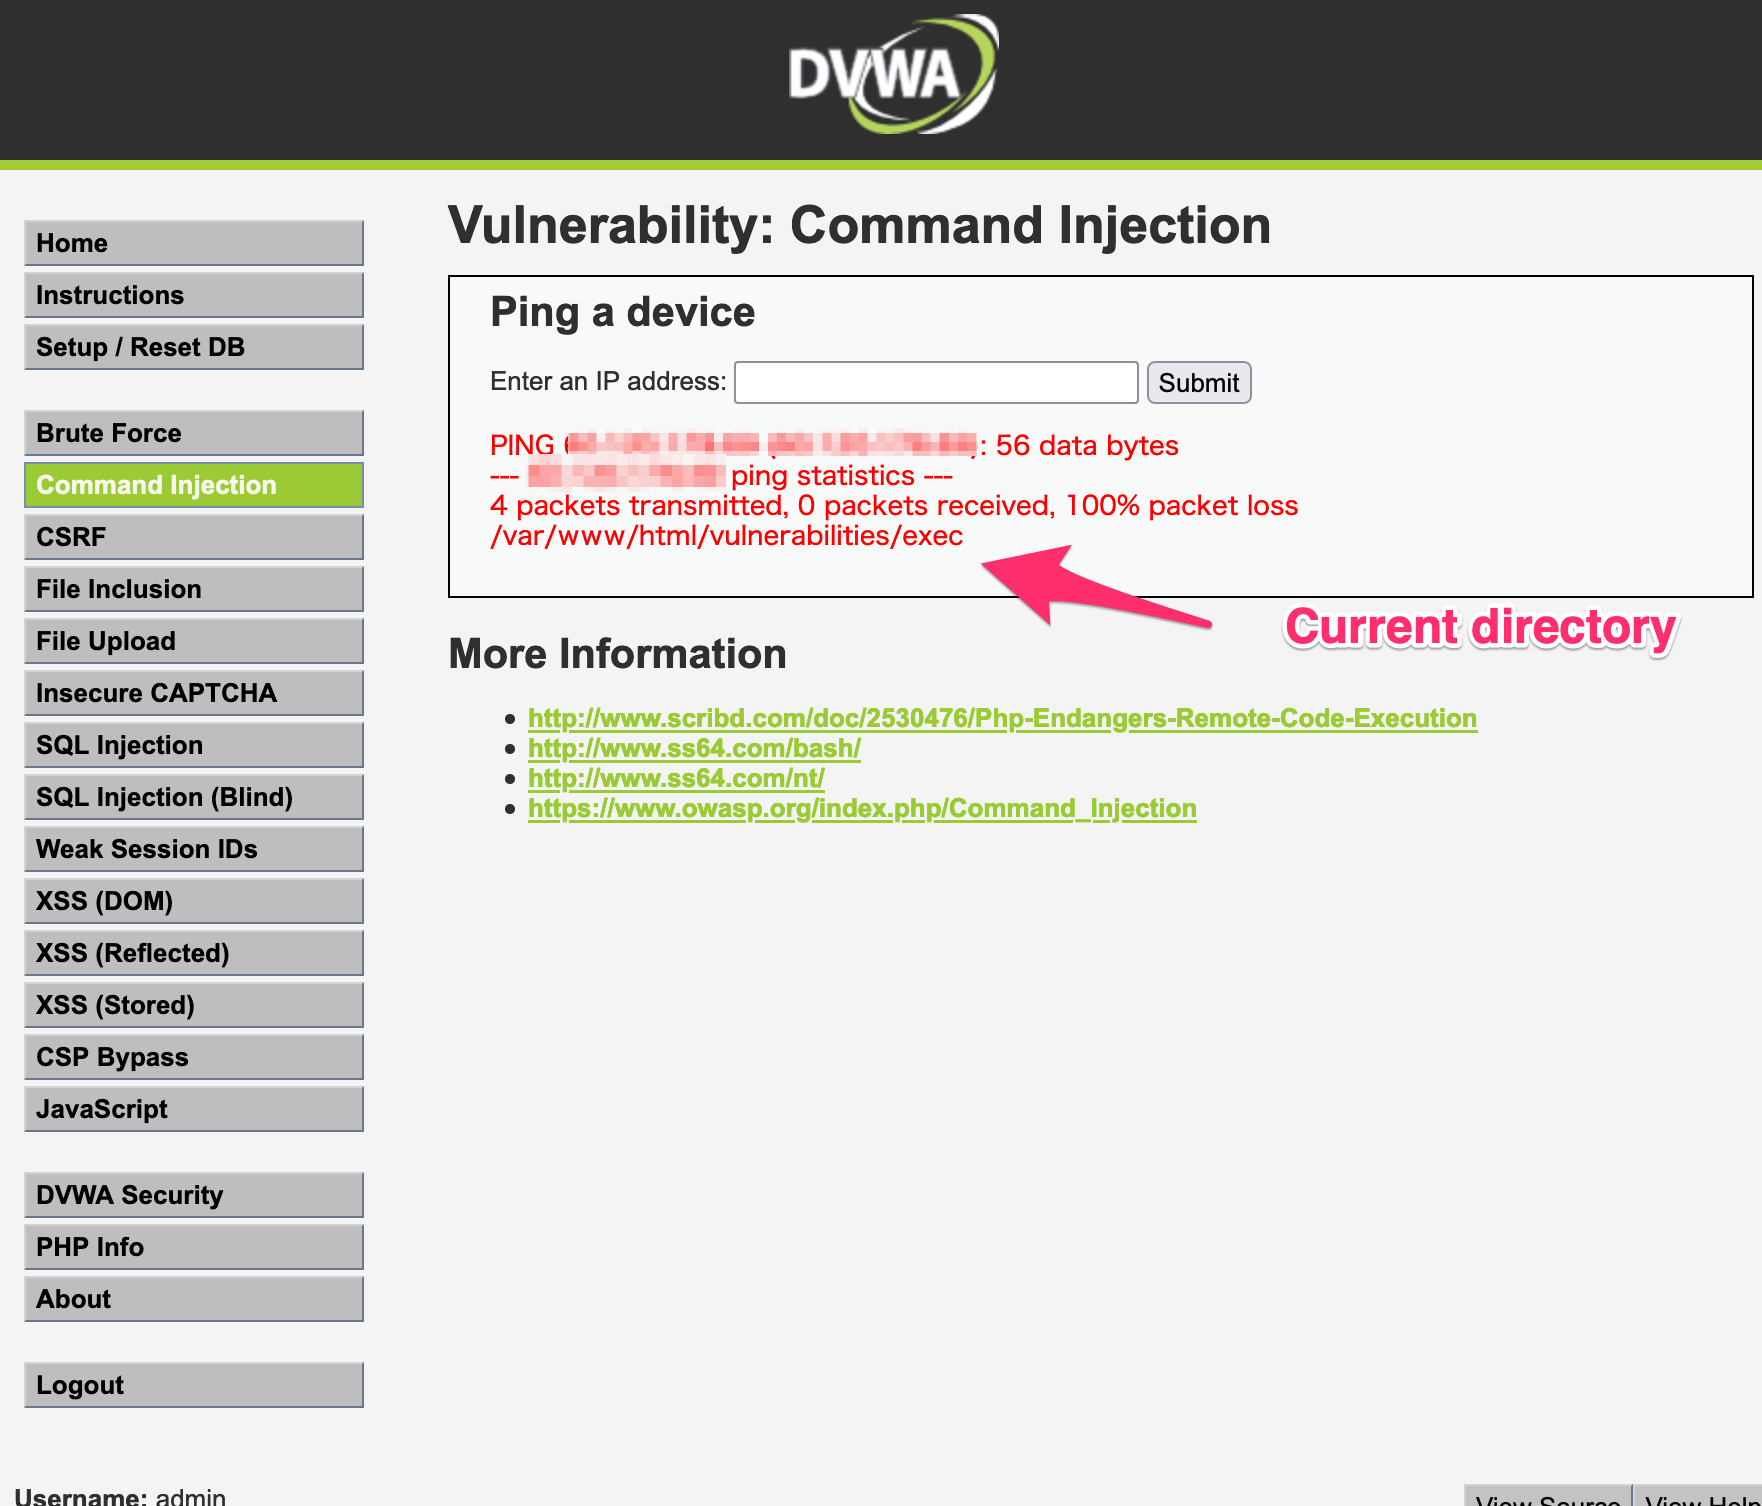 DVWA
Home
Instructions
Setup / Reset DB
Brute Force
Command Injection
CSRF
File Inclusion
File Upload
Insecure CAPTCHA
SQL Injection
SQL Injection (Blind)
Weak Session IDs
XSS (DOM)
XSS (Reflected)
XSS (Stored)
CSP Bypass
JavaScript
DVWA Security
PHP Info
About
Logout
Username: admin
Vulnerability: Command Injection
Ping a device
Enter an IP address: Submit
PING : 56 data bytes
--- ping statistics ---
4 packets transmitted, 0 packets received, 100% packet loss
/var/www/html/vulnerabilities/exec
Current directory
More Information
http://www.scribd.com/doc/2530476/Php-Endangers-Remote-Code-Execution
http://www.ss64.com/bash/
http://www.ss64.com/nt/
https://www.owasp.org/index.php/Command_Injection
View Source View Help